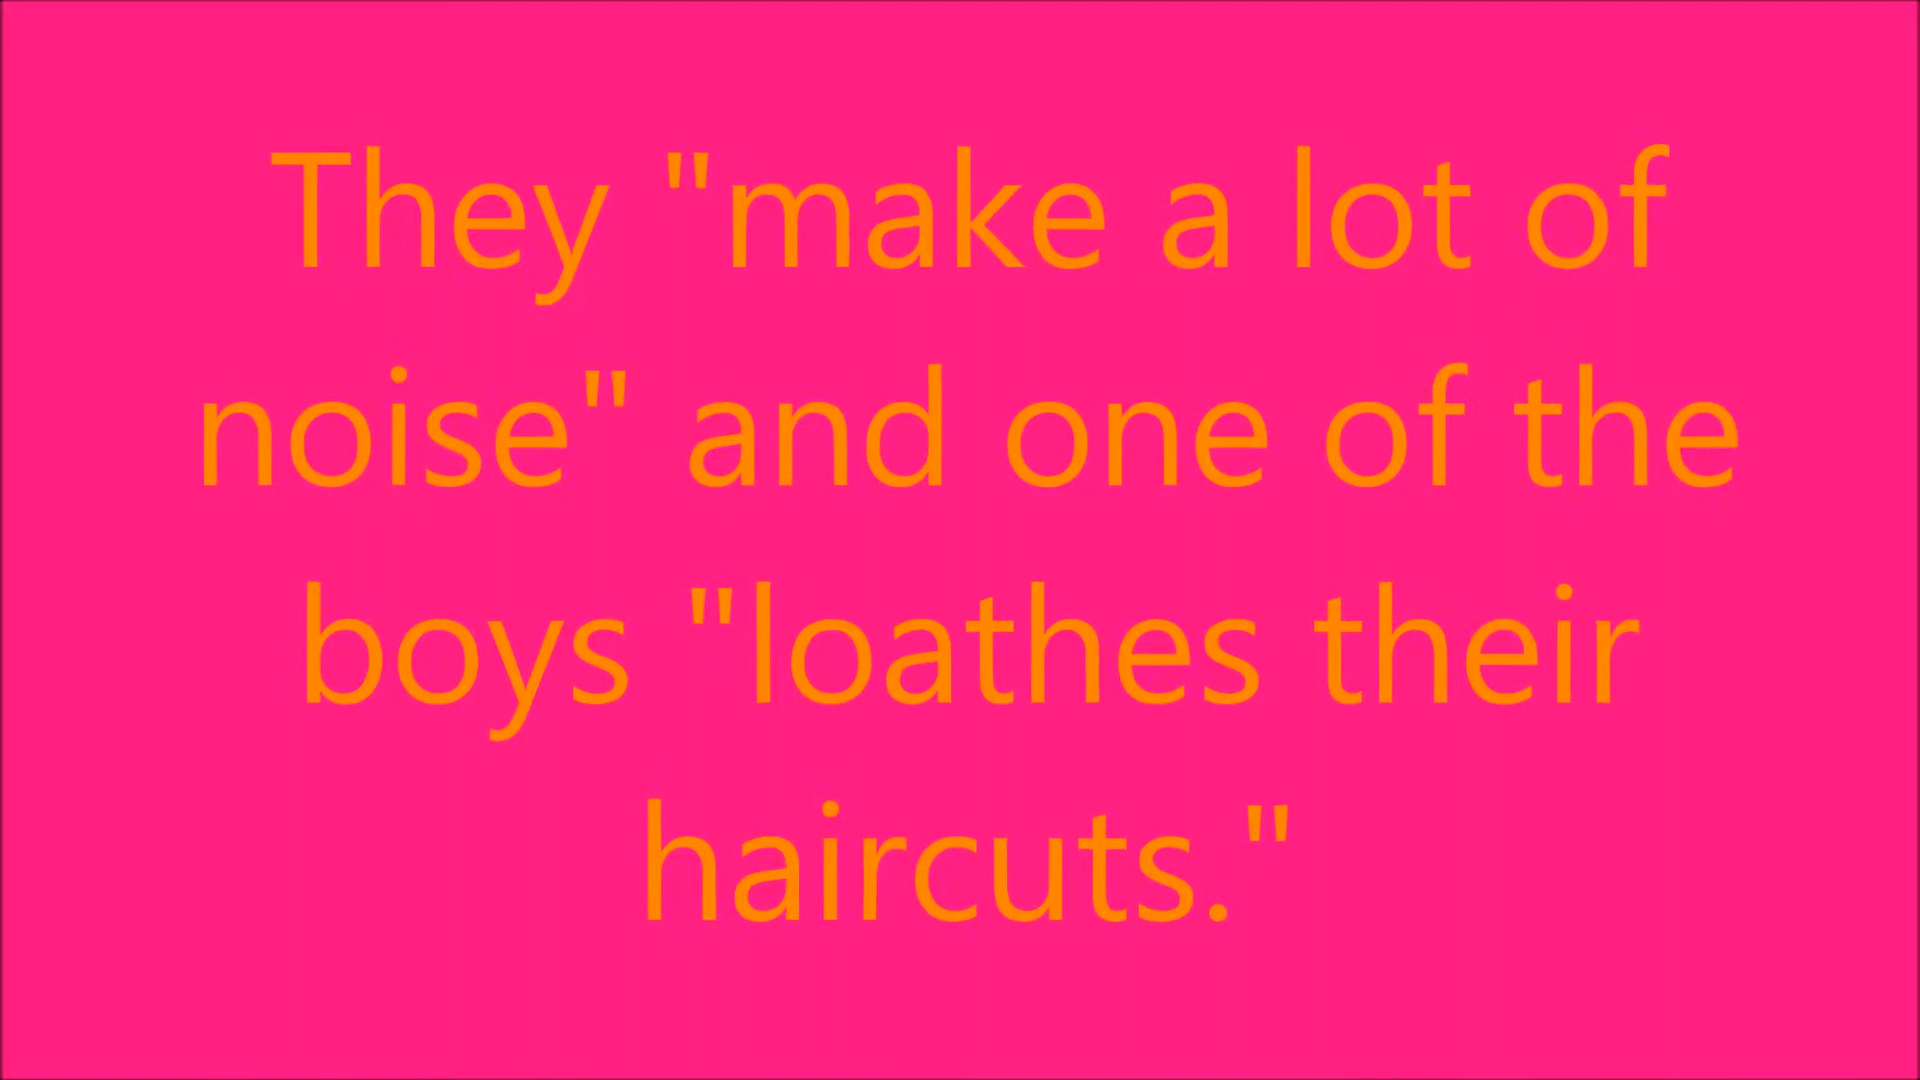 They "make a lot of
noise" and one of the
boys "loathes their
haircuts."